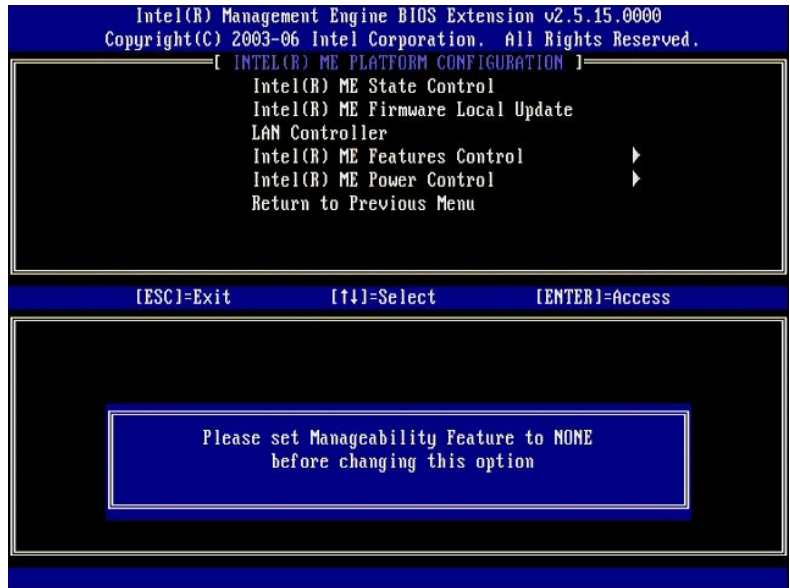 Intel(R) Management Engine BIOS Extension v2.5.15.0000
Copyright(C) 2003-06 Intel Corporation. All Rights Reserved.
[ INTEL(R) ME PLATFORM CONFIGURATION ]
Intel(R) ME State Control
Intel(R) ME Firmware Local Update
LAN Controller
Intel(R) ME Features Control
Intel(R) ME Power Control
Return to Previous Menu
[ESC]=Exit [↑↓]=Select [ENTER]=Access
Please set Manageability Feature to NONE
before changing this option